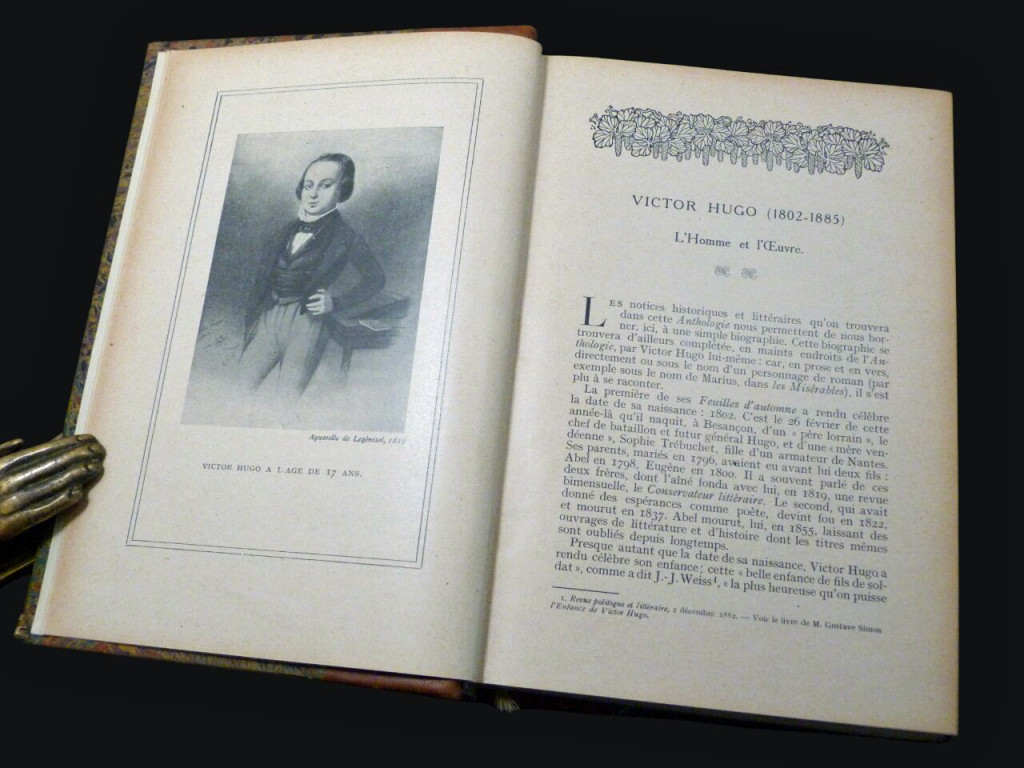 Aquarelle de Legénisel, 1819
VICTOR HUGO A L'AGE DE 17 ANS.
VICTOR HUGO (1802-1885)
L'Homme et l'Œuvre.
LES notices historiques et littéraires qu'on trouvera
dans cette Anthologie nous permettent de nous bor-
ner, ici, à une simple biographie. Cette biographie se
trouvera d'ailleurs complétée, en maints endroits de l'An-
thologie, par Victor Hugo lui-même : car, en prose et en vers,
directement ou sous le nom d'un personnage de roman (par
exemple sous le nom de Marius, dans les Misérables), il s'est
plu à se raconter.
La première de ses Feuilles d'automne a rendu célèbre
la date de sa naissance : 1802. C'est le 26 février de cette
année-là qu'il naquit, à Besançon, d'un « père lorrain », le
chef de bataillon et futur général Hugo, et d'une « mère ven-
déenne », Sophie Trébuchet, fille d'un armateur de Nantes.
Ses parents, mariés en 1796, avaient eu avant lui deux fils :
Abel en 1798, Eugène en 1800. Il a souvent parlé de ces
deux frères, dont l'aîné fonda avec lui, en 1819, une revue
bimensuelle, le Conservateur littéraire. Le second, qui avait
donné des espérances comme poète, devint fou en 1822,
et mourut en 1837. Abel mourut, lui, en 1855, laissant des
ouvrages de littérature et d'histoire dont les titres mêmes
sont oubliés depuis longtemps.
Presque autant que la date de sa naissance, Victor Hugo a
rendu célèbre son enfance ; cette « belle enfance de fils de sol-
dat », comme a dit J.-J. Weiss¹, « la plus heureuse qu'on puisse
1. Revue politique et littéraire, 2 décembre 1882. — Voir le livre de M. Gustave Simon
l'Enfance de Victor Hugo.